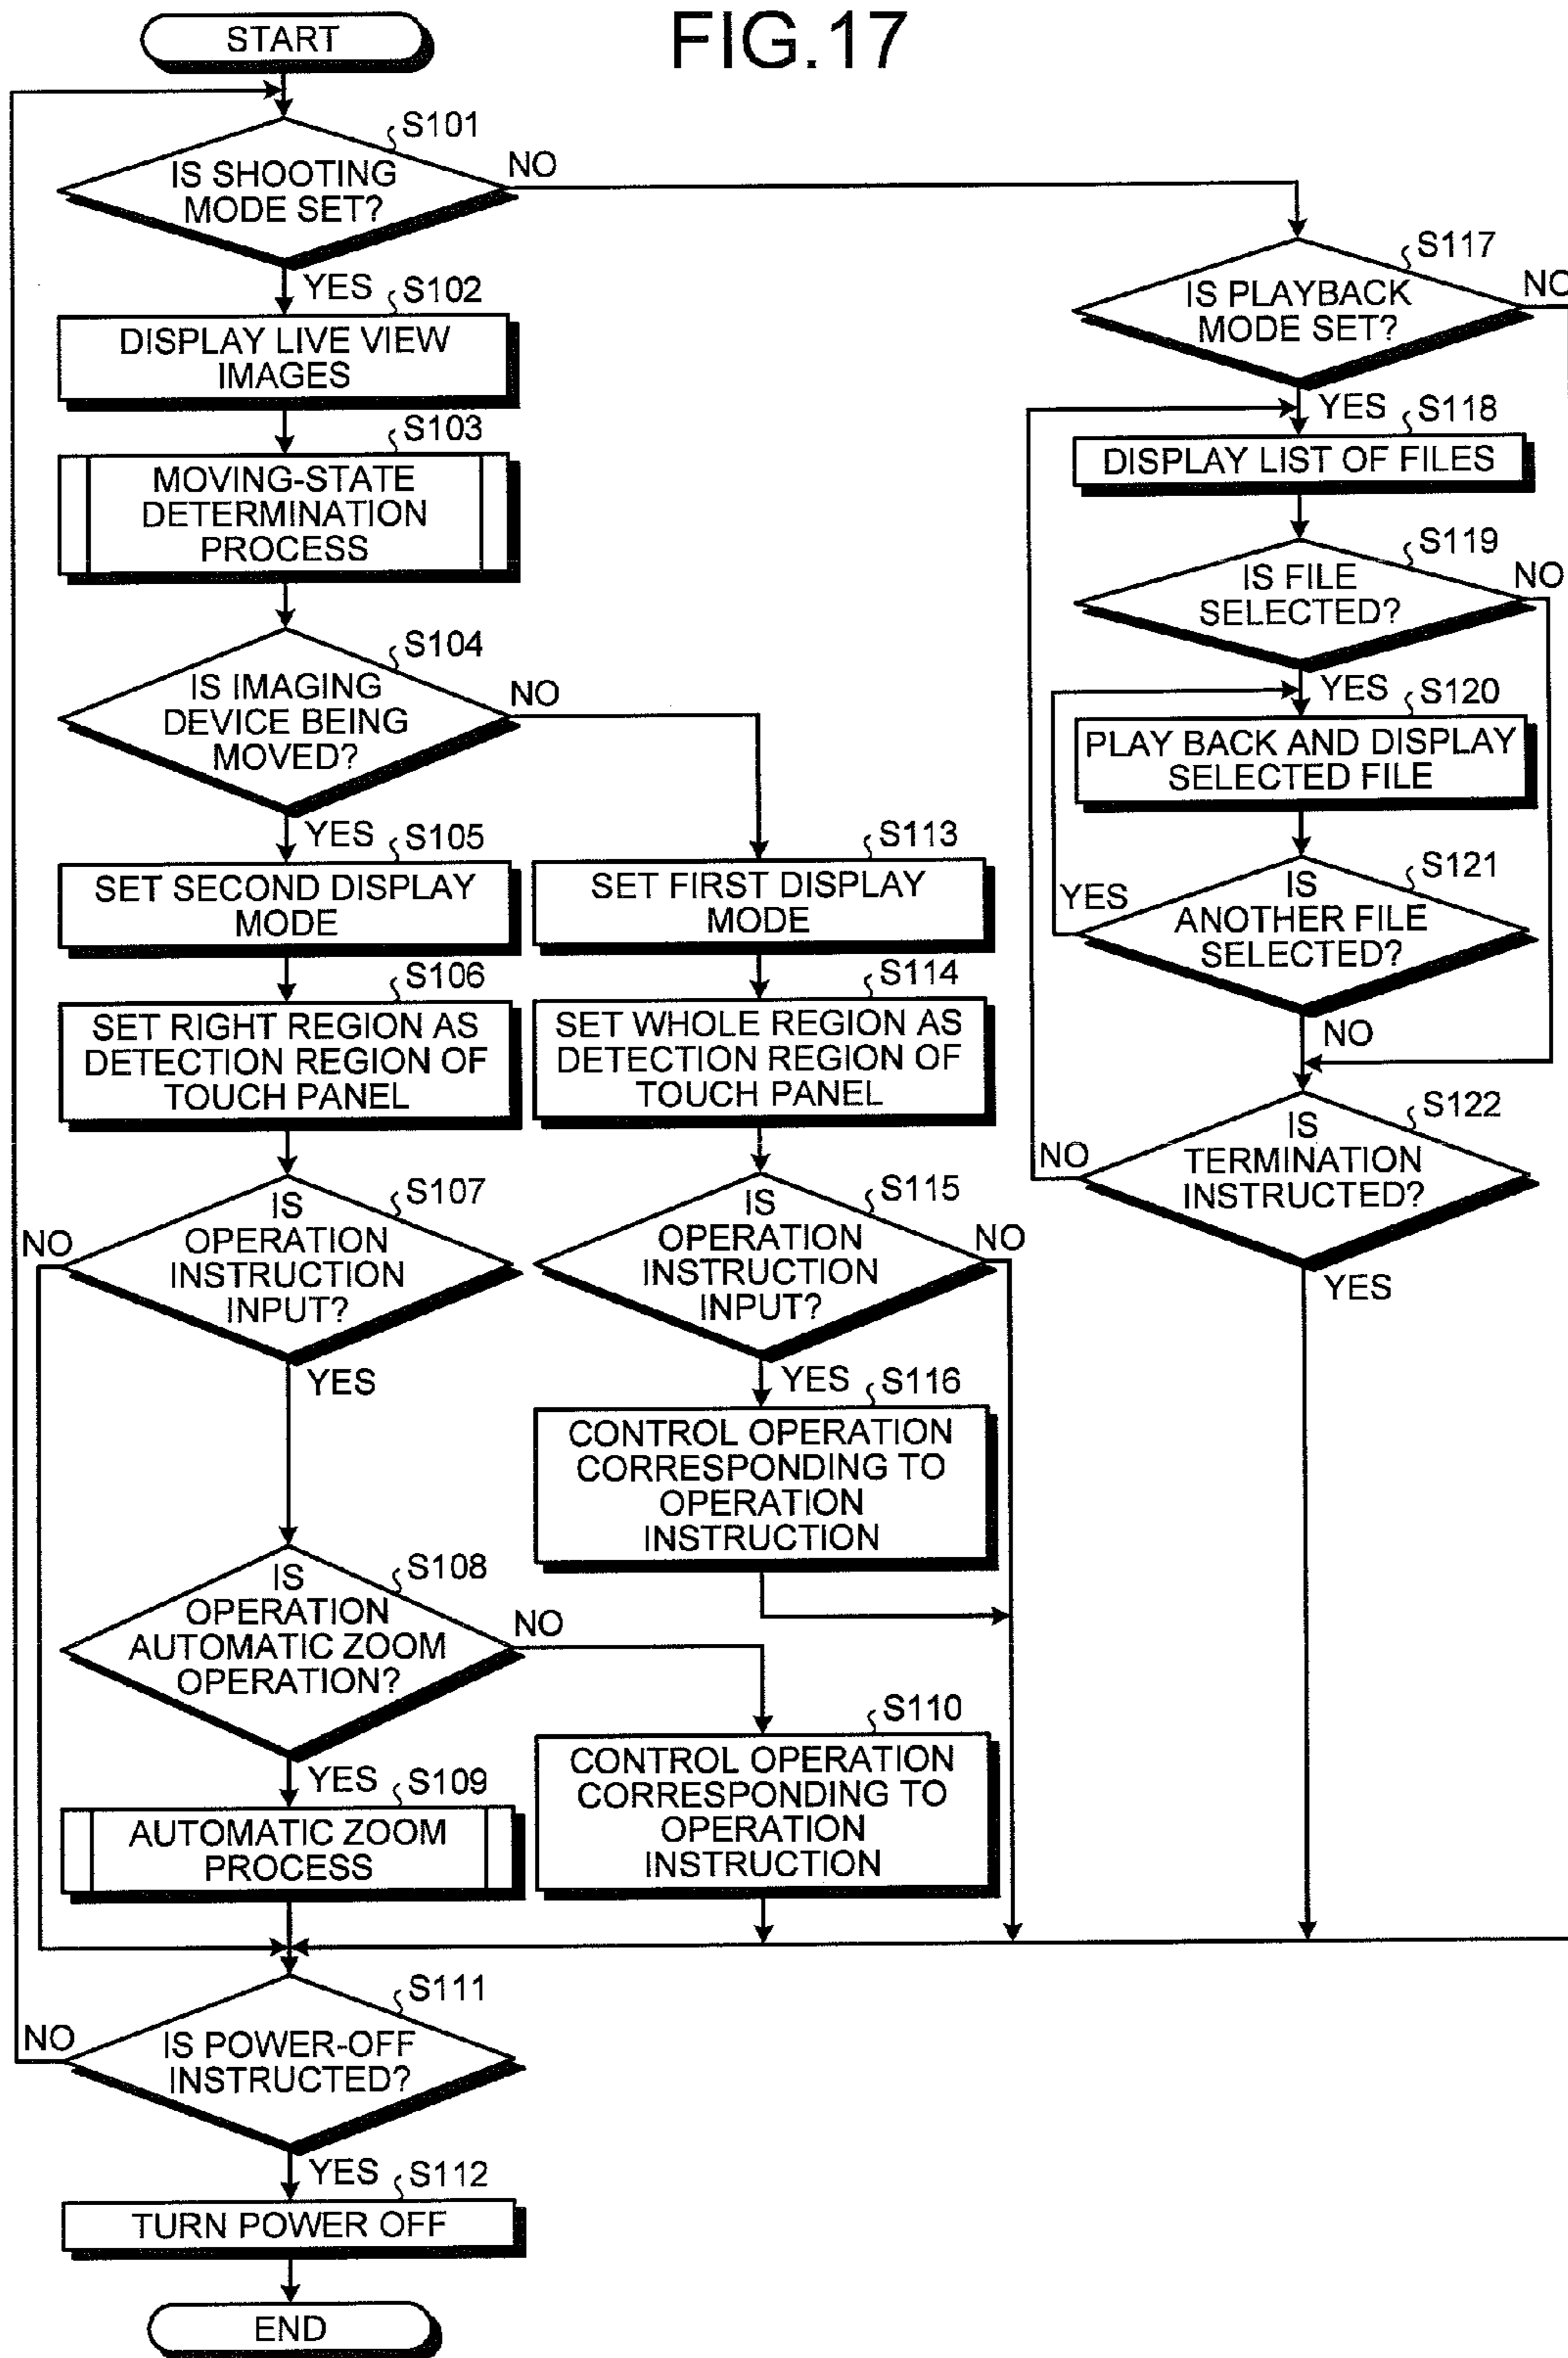 FIG.17
START
S101
IS SHOOTING
MODE SET?
NO
YES
S102
DISPLAY LIVE VIEW
IMAGES
S103
MOVING-STATE
DETERMINATION
PROCESS
S104
IS IMAGING
DEVICE BEING
MOVED?
NO
YES
S105
SET SECOND DISPLAY
MODE
S106
SET RIGHT REGION AS
DETECTION REGION OF
TOUCH PANEL
S107
IS
OPERATION
INSTRUCTION
INPUT?
NO
YES
S108
IS
OPERATION
AUTOMATIC ZOOM
OPERATION?
NO
YES
S109
AUTOMATIC ZOOM
PROCESS
S110
CONTROL OPERATION
CORRESPONDING TO
OPERATION
INSTRUCTION
S111
IS POWER-OFF
INSTRUCTED?
NO
YES
S112
TURN POWER OFF
END
S113
SET FIRST DISPLAY
MODE
S114
SET WHOLE REGION AS
DETECTION REGION OF
TOUCH PANEL
S115
IS
OPERATION
INSTRUCTION
INPUT?
NO
YES
S116
CONTROL OPERATION
CORRESPONDING TO
OPERATION
INSTRUCTION
S117
IS PLAYBACK
MODE SET?
NO
YES
S118
DISPLAY LIST OF FILES
S119
IS FILE
SELECTED?
NO
YES
S120
PLAY BACK AND DISPLAY
SELECTED FILE
S121
IS
ANOTHER FILE
SELECTED?
YES
NO
S122
IS
TERMINATION
INSTRUCTED?
NO
YES